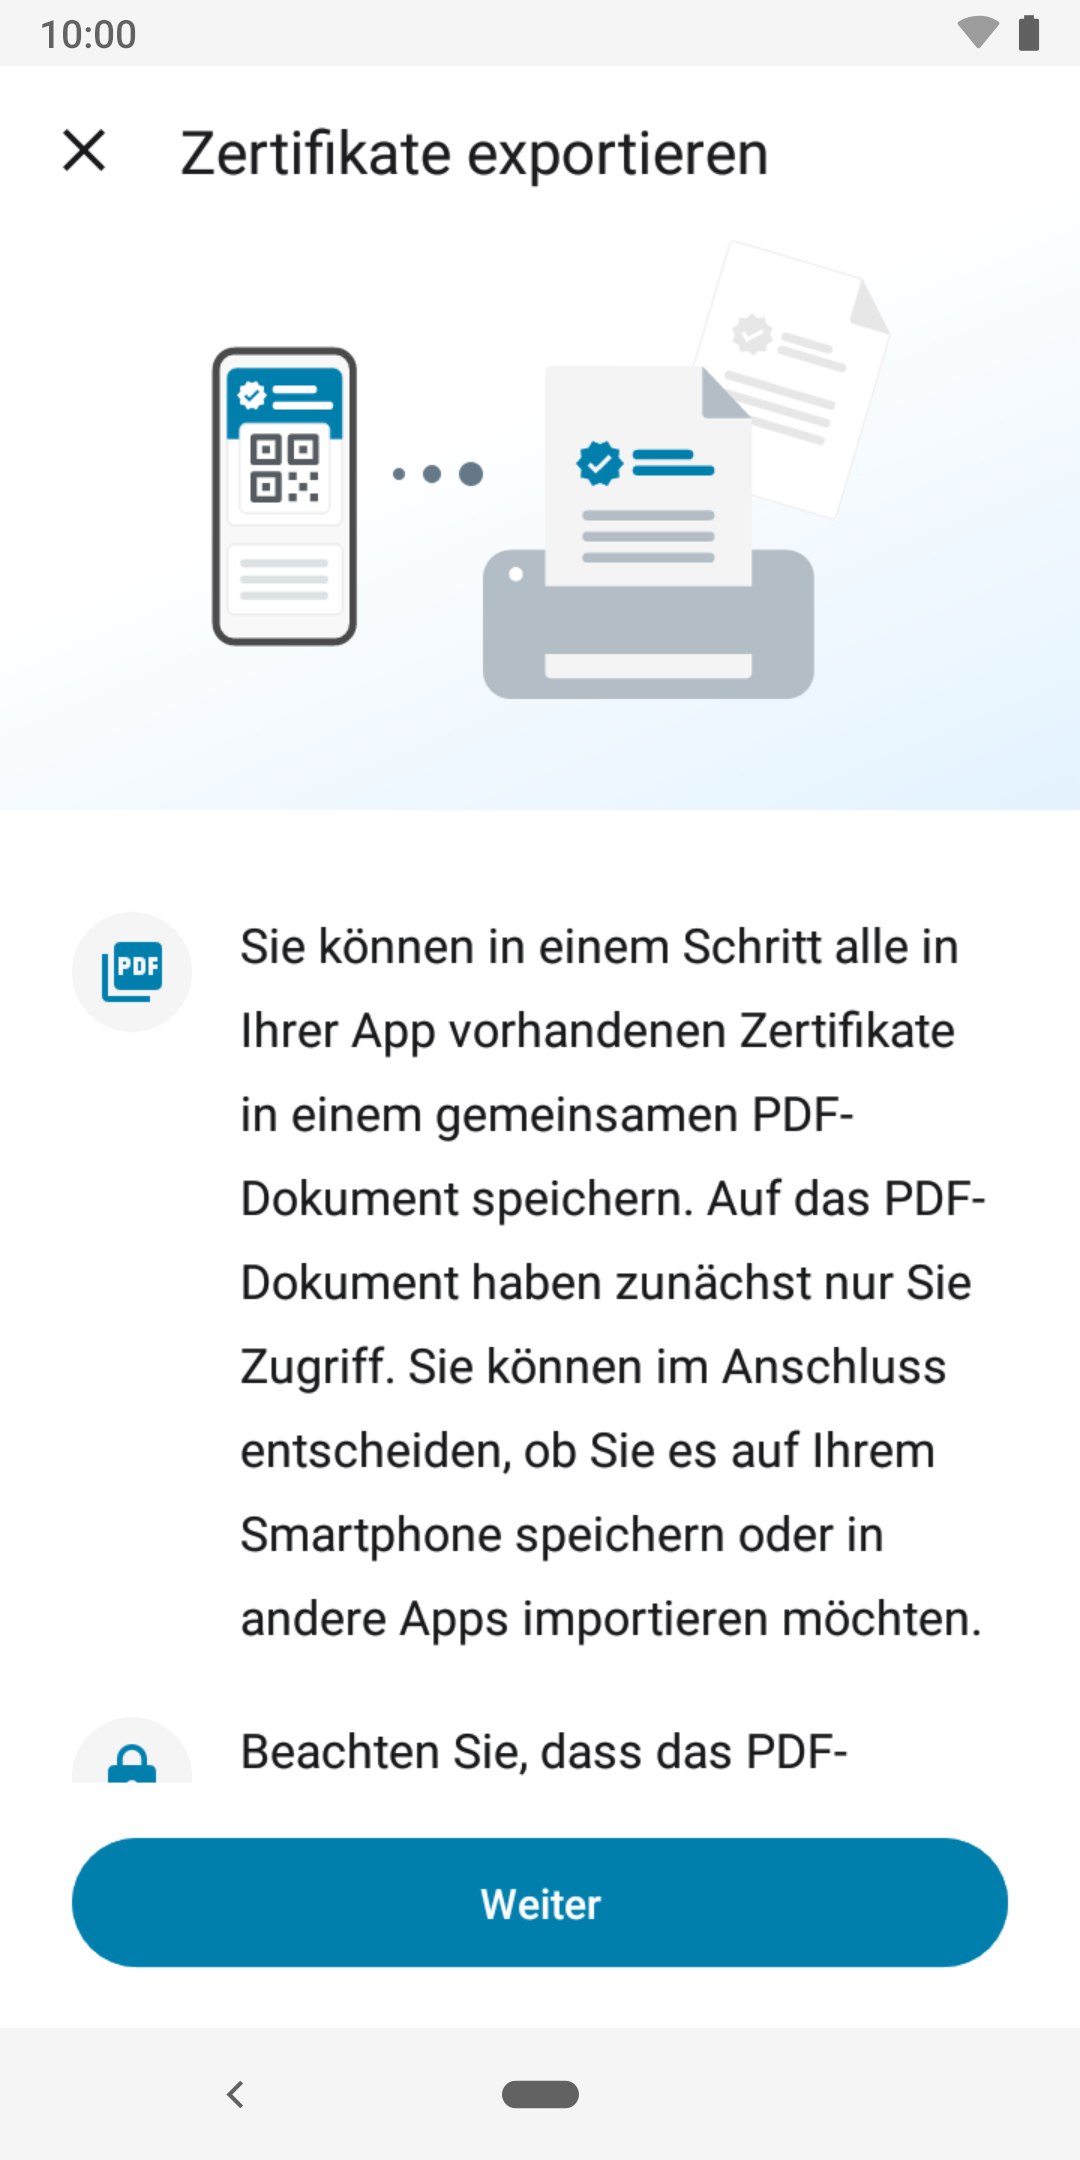 10:00
Zertifikate exportieren
PDF
Sie können in einem Schritt alle in
Ihrer App vorhandenen Zertifikate
in einem gemeinsamen PDF-
Dokument speichern. Auf das PDF-
Dokument haben zunächst nur Sie
Zugriff. Sie können im Anschluss
entscheiden, ob Sie es auf Ihrem
Smartphone speichern oder in
andere Apps importieren möchten.
Beachten Sie, dass das PDF-
Weiter